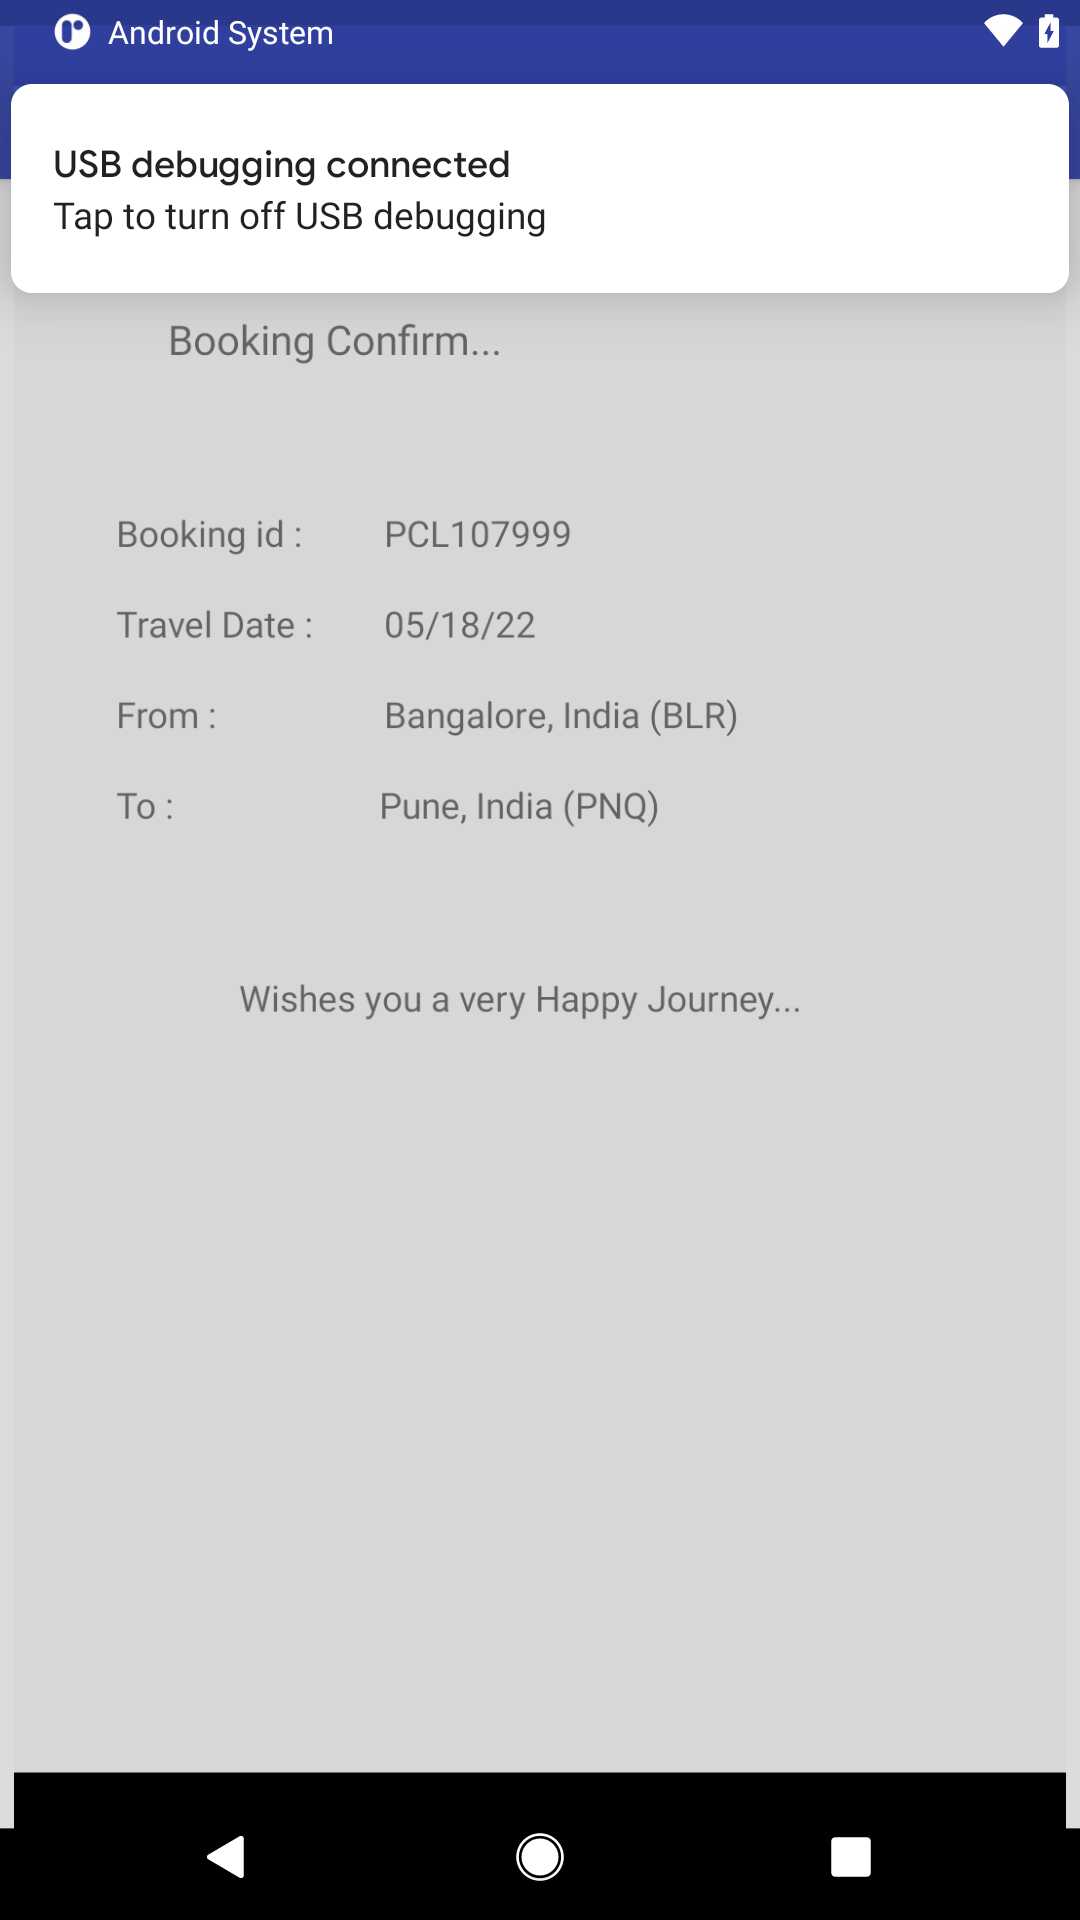 Android System
USB debugging connected
Tap to turn off USB debugging
Booking Confirm...
Booking id : PCL107999
Travel Date : 05/18/22
From : Bangalore, India (BLR)
To : Pune, India (PNQ)
Wishes you a very Happy Journey...